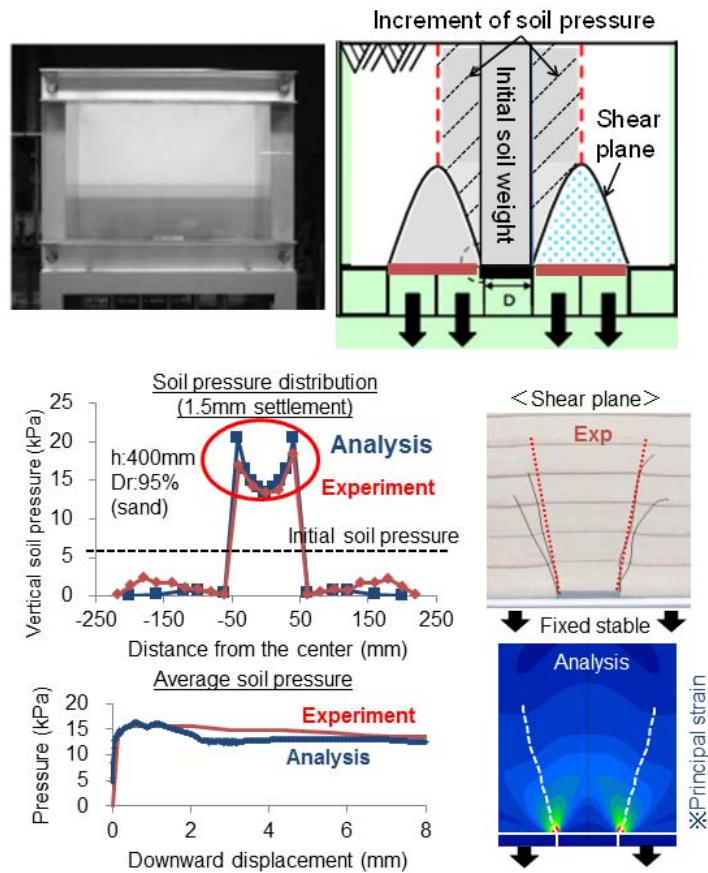 Increment of soil pressure
Initial soil weight
Shear
plane
D
Soil pressure distribution
(1.5mm settlement)
25
20
15
10
5
0
Vertical soil pressure (kPa)
h:400mm
Dr:95%
(sand)
Analysis
Experiment
Initial soil pressure
-250
-150
-50
50
150
250
Distance from the center (mm)
<Shear plane>
Exp
Fixed stable
Average soil pressure
20
15
10
5
0
Pressure (kPa)
Experiment
Analysis
0
2
4
6
8
Downward displacement (mm)
Analysis
※Principal strain